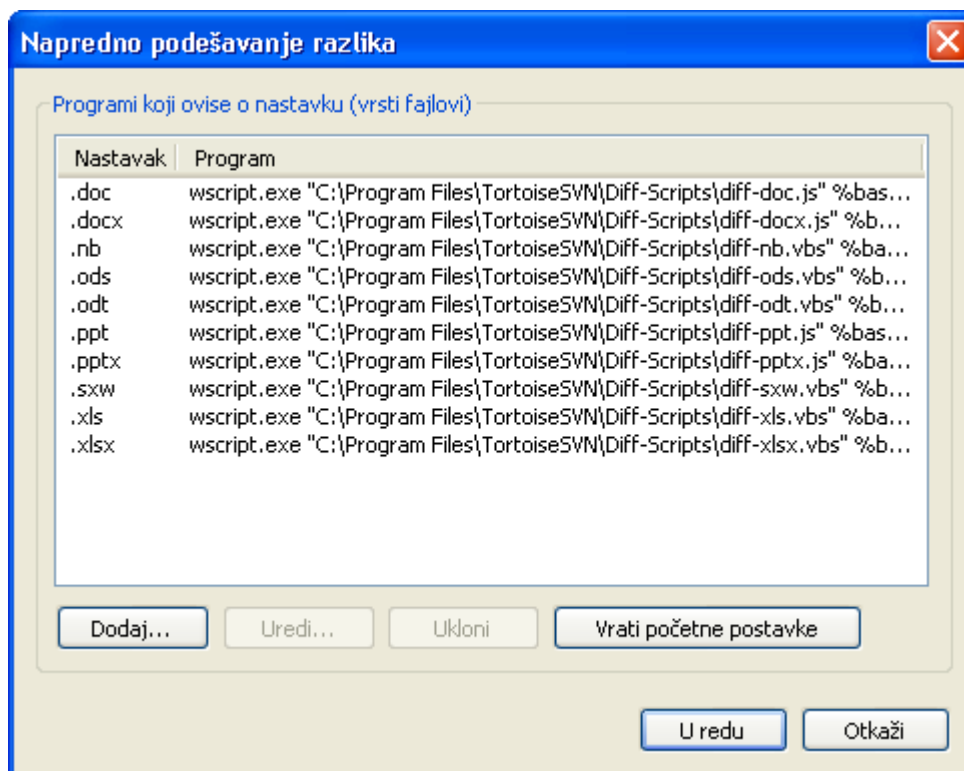 Napredno podešavanje razlika
Programi koji ovise o nastavku (vrsti fajlovi)
Nastavak Program
.doc wscript.exe "C:\Program Files\TortoiseSVN\Diff-Scripts\diff-doc.js" %bas...
.docx wscript.exe "C:\Program Files\TortoiseSVN\Diff-Scripts\diff-docx.js" %b...
.nb wscript.exe "C:\Program Files\TortoiseSVN\Diff-Scripts\diff-nb.vbs" %ba...
.ods wscript.exe "C:\Program Files\TortoiseSVN\Diff-Scripts\diff-ods.vbs" %b...
.odt wscript.exe "C:\Program Files\TortoiseSVN\Diff-Scripts\diff-odt.vbs" %b...
.ppt wscript.exe "C:\Program Files\TortoiseSVN\Diff-Scripts\diff-ppt.js" %bas...
.pptx wscript.exe "C:\Program Files\TortoiseSVN\Diff-Scripts\diff-pptx.js" %ba...
.sxw wscript.exe "C:\Program Files\TortoiseSVN\Diff-Scripts\diff-sxw.vbs" %b...
.xls wscript.exe "C:\Program Files\TortoiseSVN\Diff-Scripts\diff-xls.vbs" %ba...
.xlsx wscript.exe "C:\Program Files\TortoiseSVN\Diff-Scripts\diff-xlsx.vbs" %b...
Dodaj... Uredi... Ukloni Vrati početne postavke
U redu Otkaži